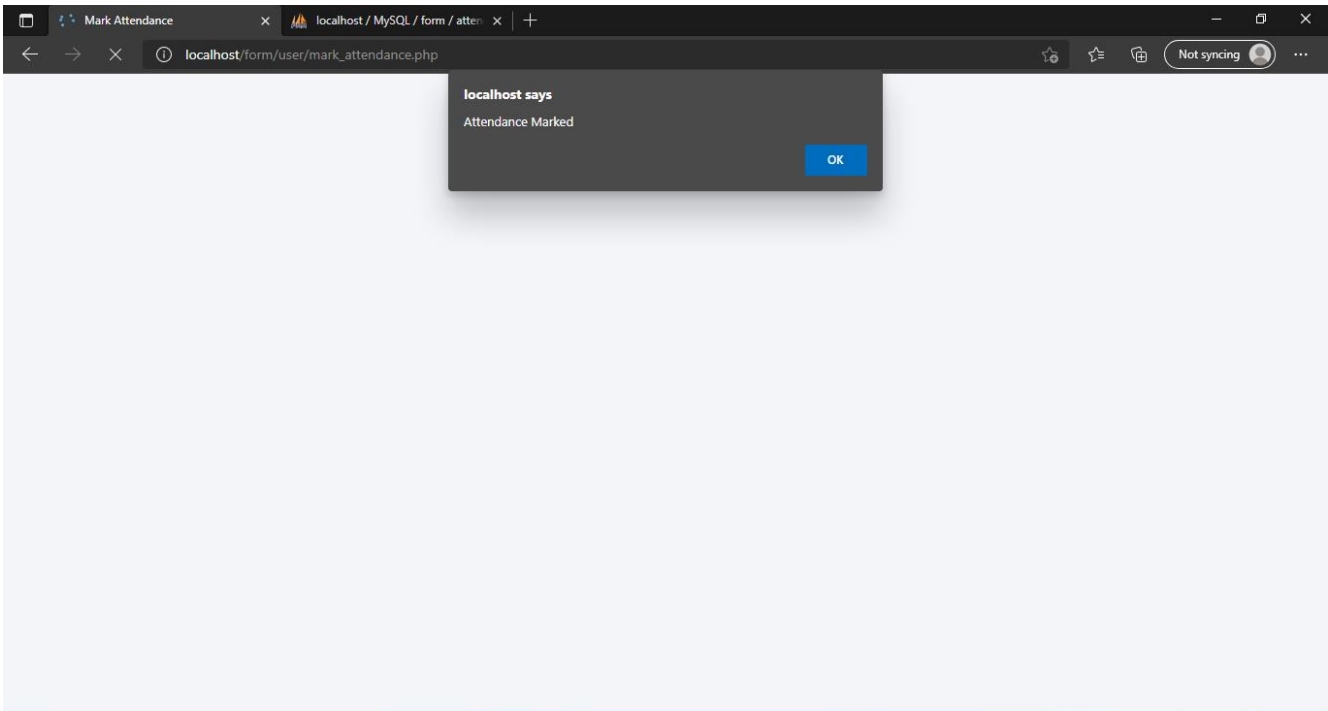 Mark Attendance
localhost / MySQL / form / atten
localhost/form/user/mark_attendance.php
Not syncing
localhost says
Attendance Marked
OK